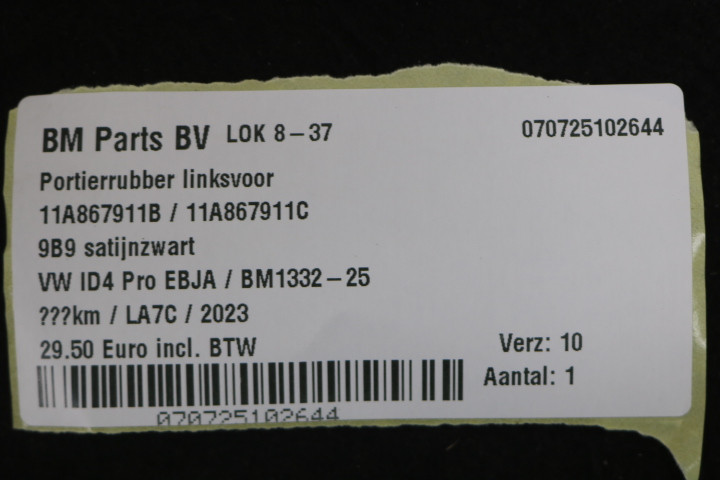 BM Parts BV LOK 8-37 070725102644
Portierrubber linksvoor
11A867911B / 11A867911C
9B9 satijnzwart
VW ID4 Pro EBJA / BM1332-25
???km / LA7C / 2023
29.50 Euro incl. BTW Verz: 10
Aantal: 1
070725102644